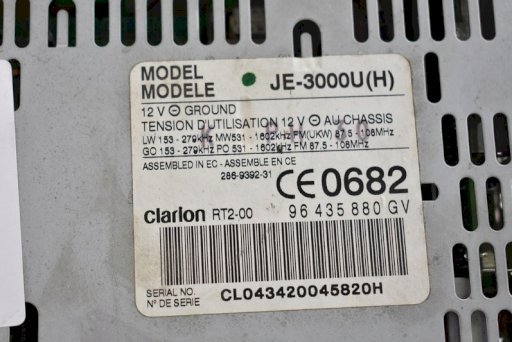 MODEL
MODELE JE-3000U(H)
12 V ⊖ GROUND
TENSION D'UTILISATION 12 V ⊖ AU CHASSIS
LW 153 - 279kHz MW531 - 1602kHz FM(UKW) 87.5 - 108MHz
GO 153 - 279kHz PO 531 - 1602kHz FM 87.5 - 108MHz
ASSEMBLED IN EC - ASSEMBLE EN CE
286-9392-31
CE0682
Clarion RT2-00 96 435 880 GV
SERIAL NO.
N° DE SERIE CL043420045820H